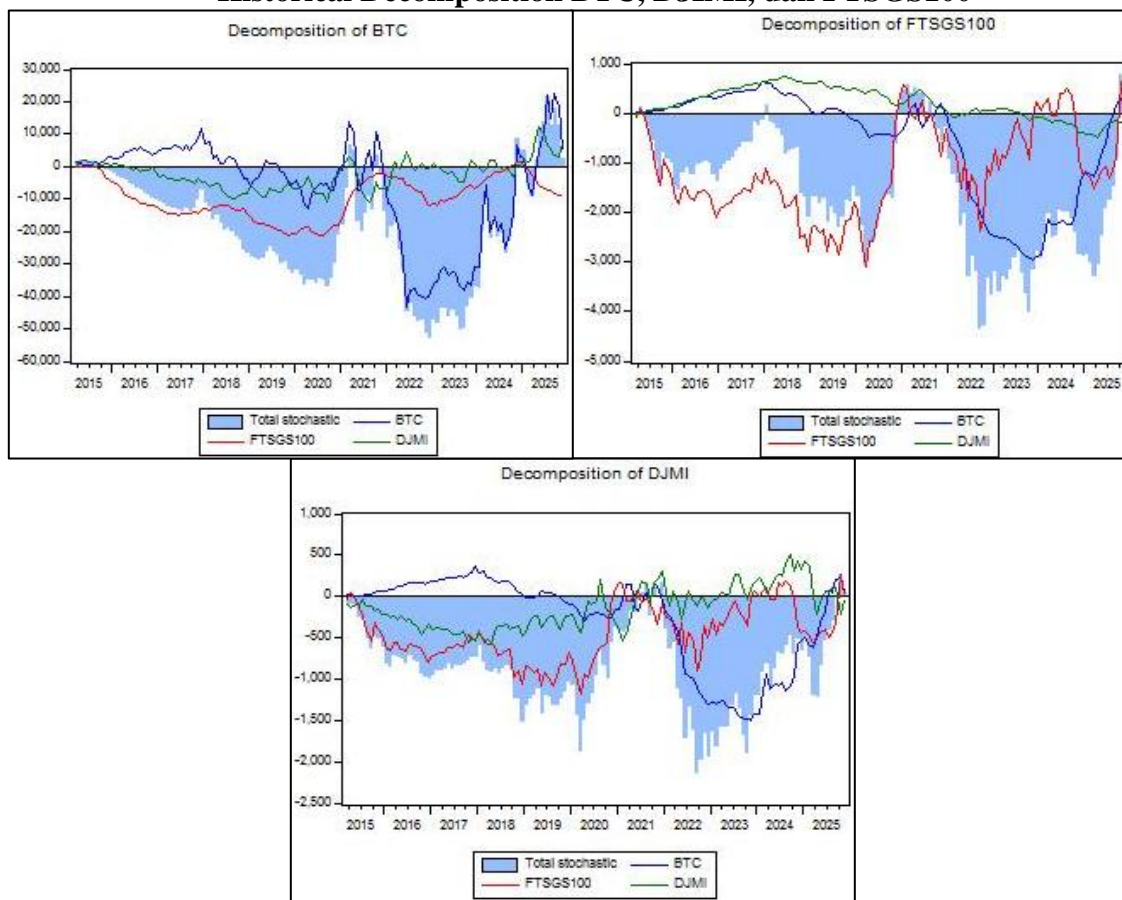 Historical Decomposition BTC, dan FTSGS100
Decomposition of BTC
30,000
20,000
10,000
0
-10,000
-20,000
-30,000
-40,000
-50,000
-60,000
2015 2016 2017 2018 2019 2020 2021 2022 2023 2024 2025
Total stochastic BTC
FTSGS100 DJMI
Decomposition of FTSGS100
1,000
0
-1,000
-2,000
-3,000
-4,000
-5,000
2015 2016 2017 2018 2019 2020 2021 2022 2023 2024 2025
Total stochastic BTC
FTSGS100 DJMI
Decomposition of DJMI
1,000
500
0
-500
-1,000
-1,500
-2,000
-2,500
2015 2016 2017 2018 2019 2020 2021 2022 2023 2024 2025
Total stochastic BTC
FTSGS100 DJMI